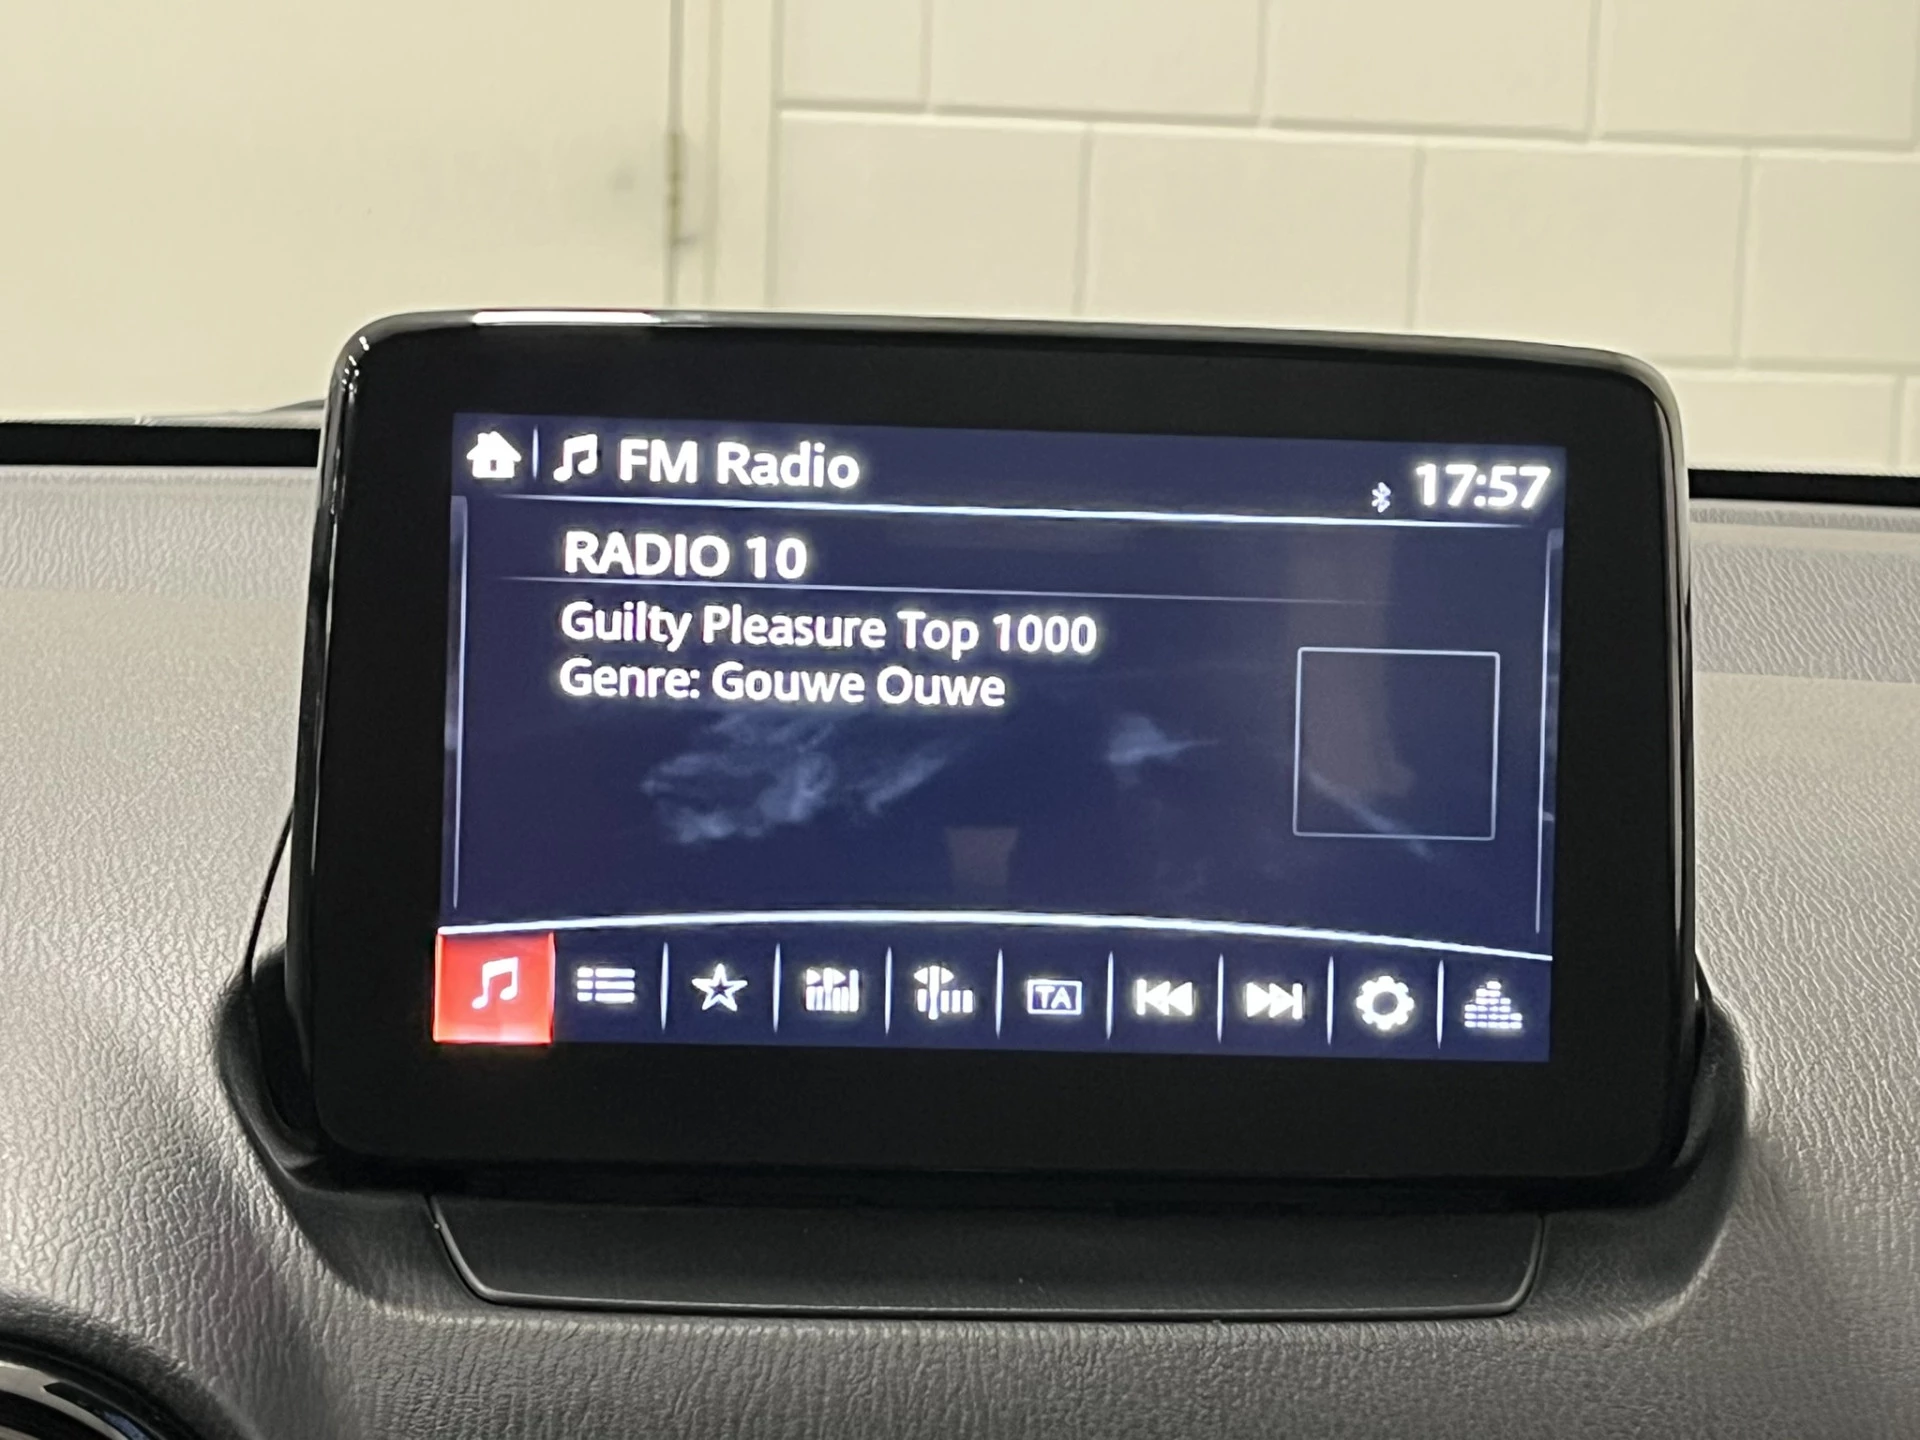 FM Radio
17:57
RADIO 10
Guilty Pleasure Top 1000
Genre: Gouwe Ouwe
TA